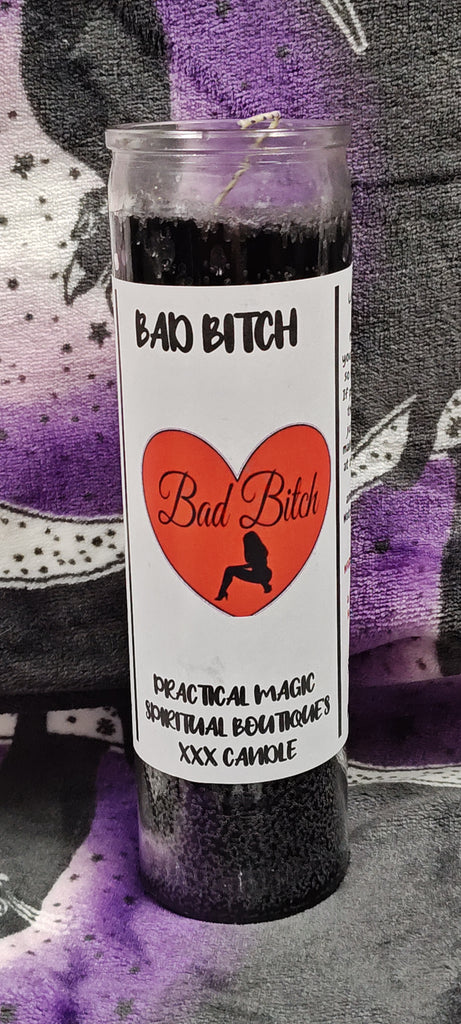 BAD BITCH
Bad Bitch
PRACTICAL MAGIC
SPIRITUAL BOUTIQUE'S
XXX CANDLE